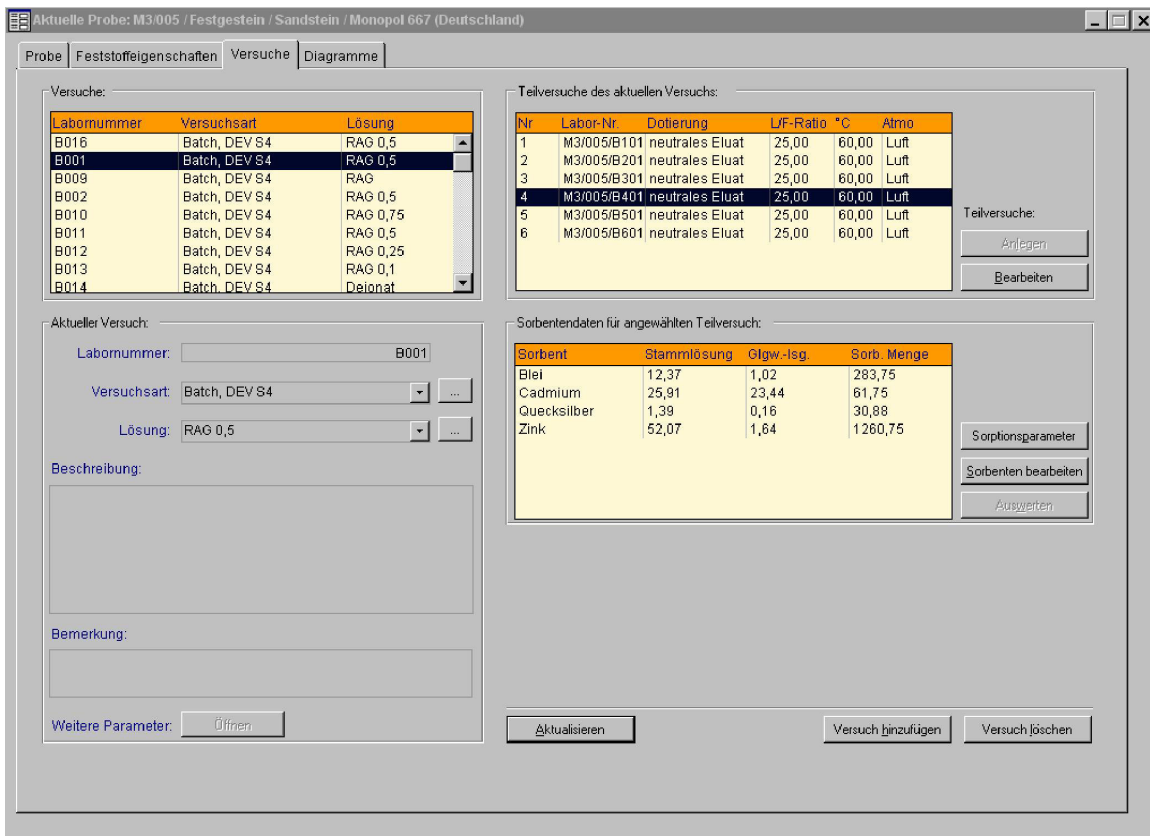 Aktuelle Probe: M3/005 / Festgestein / Sandstein / Monopol 667 (Deutschland)
Probe Feststoffeigenschaften Versuche Diagramme
Versuche:
Labornummer Versuchsart Lösung
B016 Batch, DEV S4 RAG 0,5
B001 Batch, DEV S4 RAG 0,5
B009 Batch, DEV S4 RAG
B002 Batch, DEV S4 RAG 0,5
B010 Batch, DEV S4 RAG 0,75
B011 Batch, DEV S4 RAG 0,5
B012 Batch, DEV S4 RAG 0,25
B013 Batch, DEV S4 RAG 0,1
B014 Batch, DEV S4 Deionat
Teilversuche des aktuellen Versuchs:
Nr Labor-Nr. Dotierung L/F-Ratio °C Atmo
1 M3/005/B101 neutrales Eluat 25,00 60,00 Luft
2 M3/005/B201 neutrales Eluat 25,00 60,00 Luft
3 M3/005/B301 neutrales Eluat 25,00 60,00 Luft
4 M3/005/B401 neutrales Eluat 25,00 60,00 Luft
5 M3/005/B501 neutrales Eluat 25,00 60,00 Luft
6 M3/005/B601 neutrales Eluat 25,00 60,00 Luft
Teilversuche:
Anlegen
Bearbeiten
Aktueller Versuch:
Labornummer: B001
Versuchsart: Batch, DEV S4 ...
Lösung: RAG 0,5 ...
Beschreibung:
Bemerkung:
Weitere Parameter: Öffnen
Sorbentendaten für angewählten Teilversuch:
Sorbent Stammlösung Glgw.-lsg. Sorb. Menge
Blei 12,37 1,02 283,75
Cadmium 25,91 23,44 61,75
Quecksilber 1,39 0,16 30,88
Zink 52,07 1,64 1260,75
Sorptionsparameter
Sorbenten bearbeiten
Auswerten
Aktualisieren Versuch hinzufügen Versuch löschen